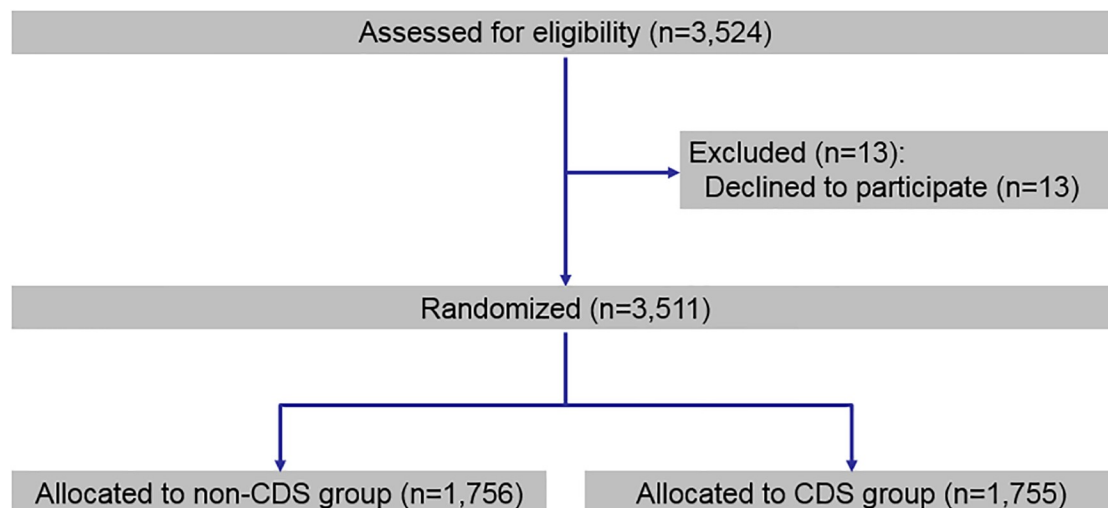 Assessed for eligibility (n=3,524)
Excluded (n=13):
Declined to participate (n=13)
Randomized (n=3,511)
Allocated to non-CDS group (n=1,756)
Allocated to CDS group (n=1,755)